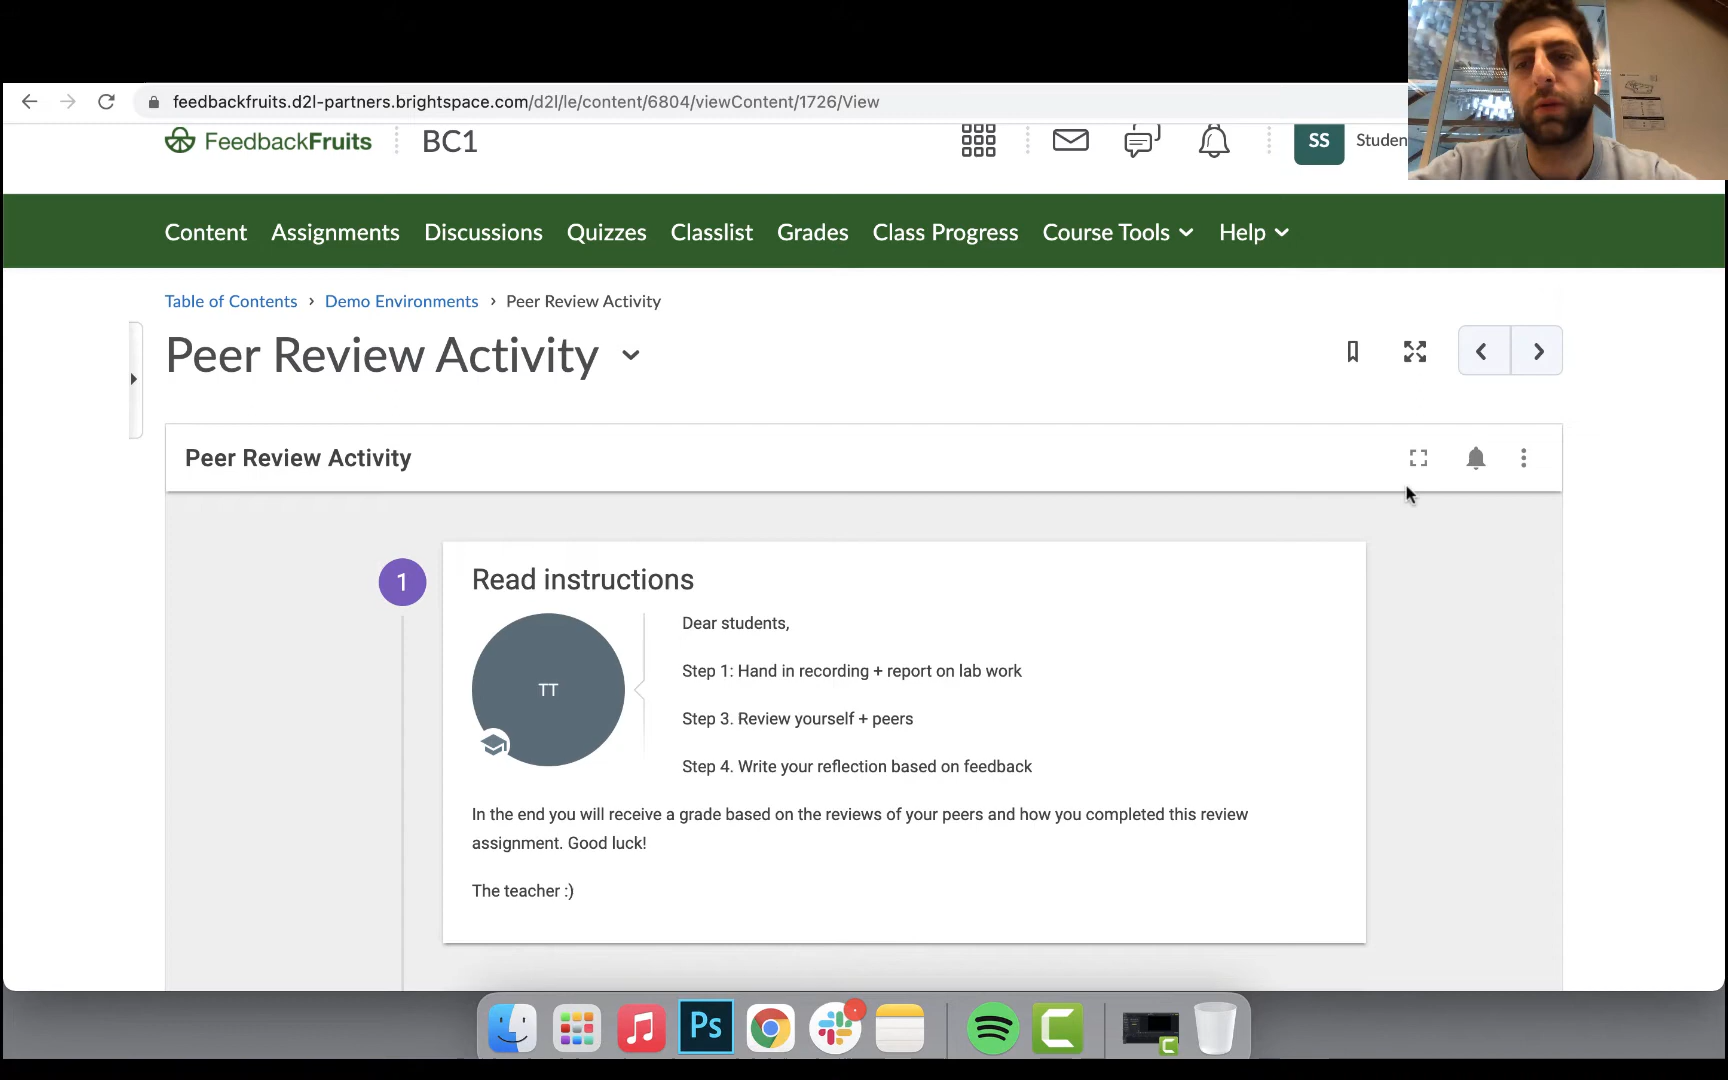 feedbackfruits.d2l-partners.brightspace.com/d2l/le/content/6804/viewContent/1726/View
FeedbackFruits BC1 SS Studen
Content Assignments Discussions Quizzes Classlist Grades Class Progress Course Tools Help
Table of Contents › Demo Environments › Peer Review Activity
Peer Review Activity
Peer Review Activity
1
Read instructions
TT
Dear students,
Step 1: Hand in recording + report on lab work
Step 3. Review yourself + peers
Step 4. Write your reflection based on feedback
In the end you will receive a grade based on the reviews of your peers and how you completed this review
assignment. Good luck!
The teacher :)
Ps